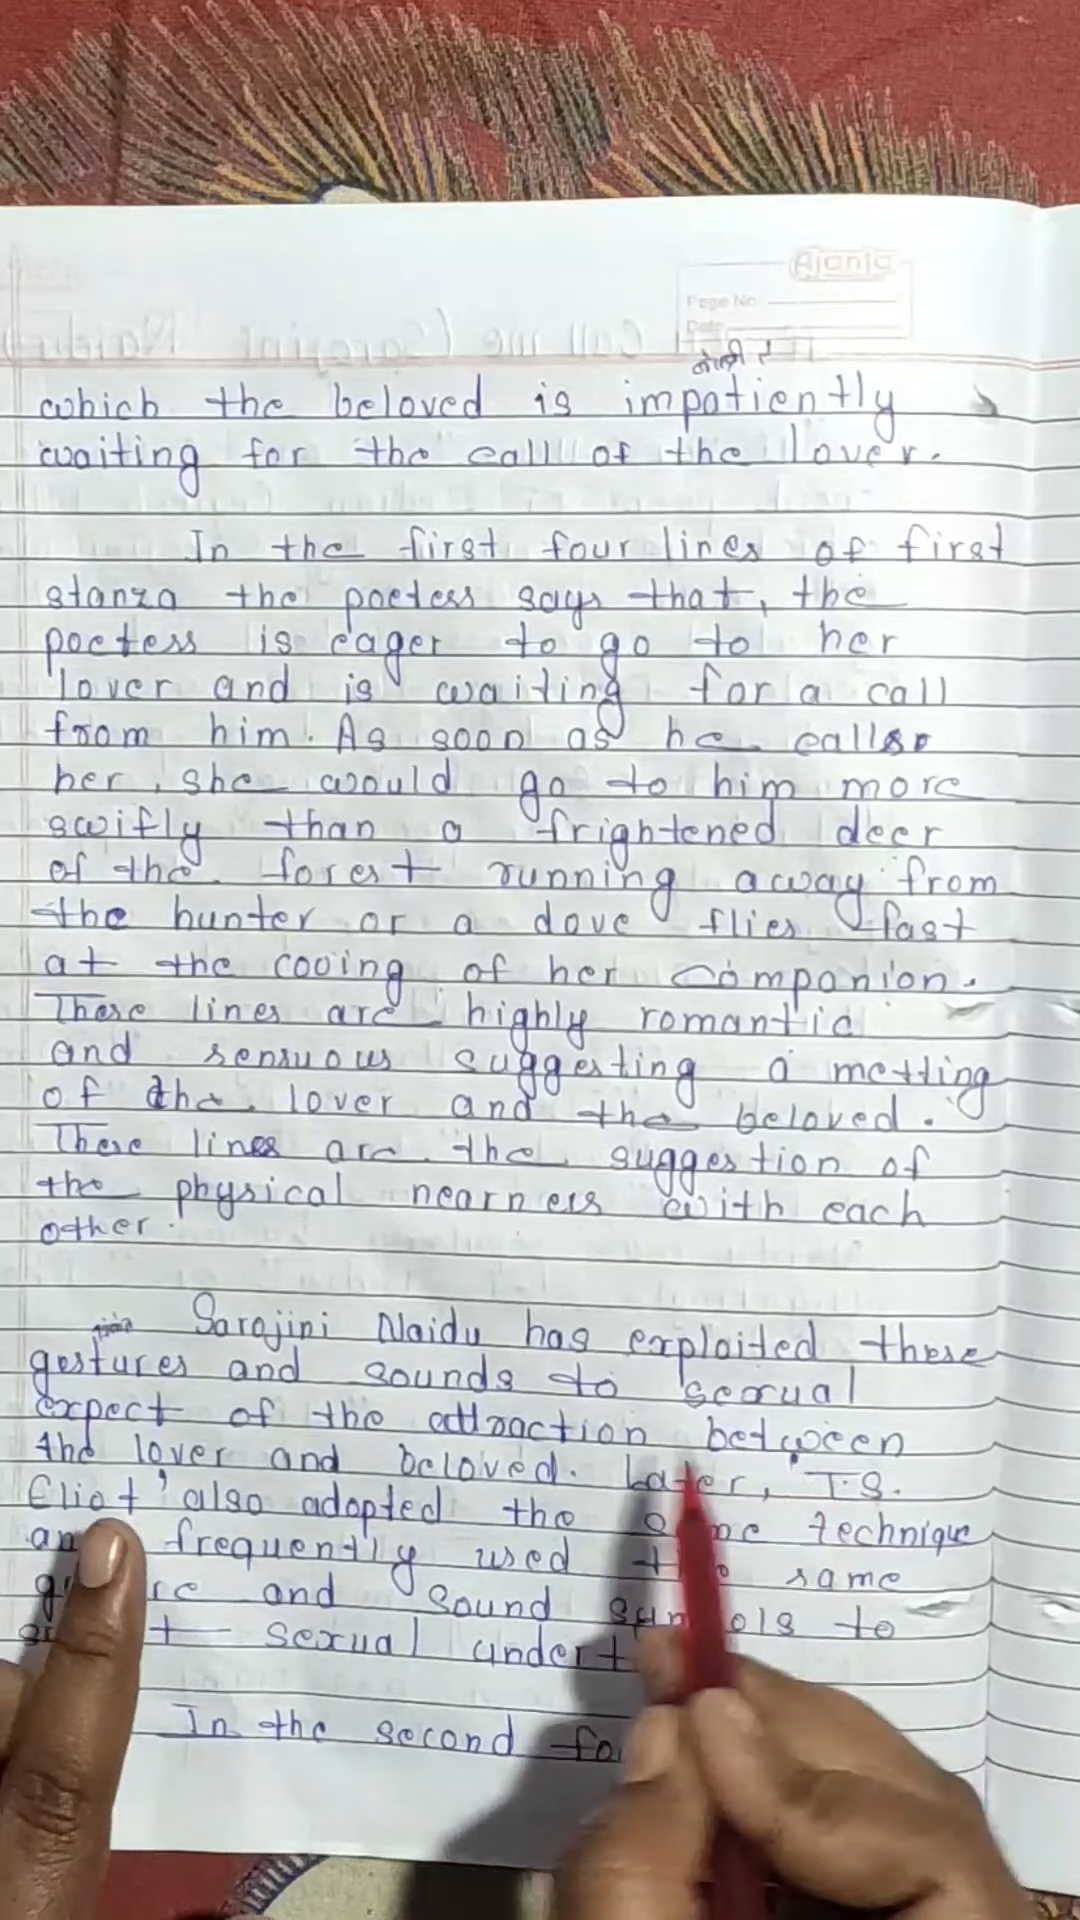 Ajanta
Page No.
Date
which the beloved is impatiently
waiting for the call of the lover.
In the first four lines of first
stanza the poetess says that, the
poetess is eager to go to her
lover and is waiting for a call
from him. As soon as he calls
her, she would go to him more
swifly than a frightened deer
of the forest running away from
the hunter or a dove flies fast
at the cooing of her companion.
These lines are highly romantic
and sensuous suggesting a metting
of the lover and the beloved.
These lines are the suggestion of
the physical nearness with each
other.
Sarojini Naidu has exploited these
gestures and sounds to sexual
expect of the attraction between
the lover and beloved. Later, T.S.
Eliot' also adopted the same technique
frequently used same
and sound to
sexual
In the second